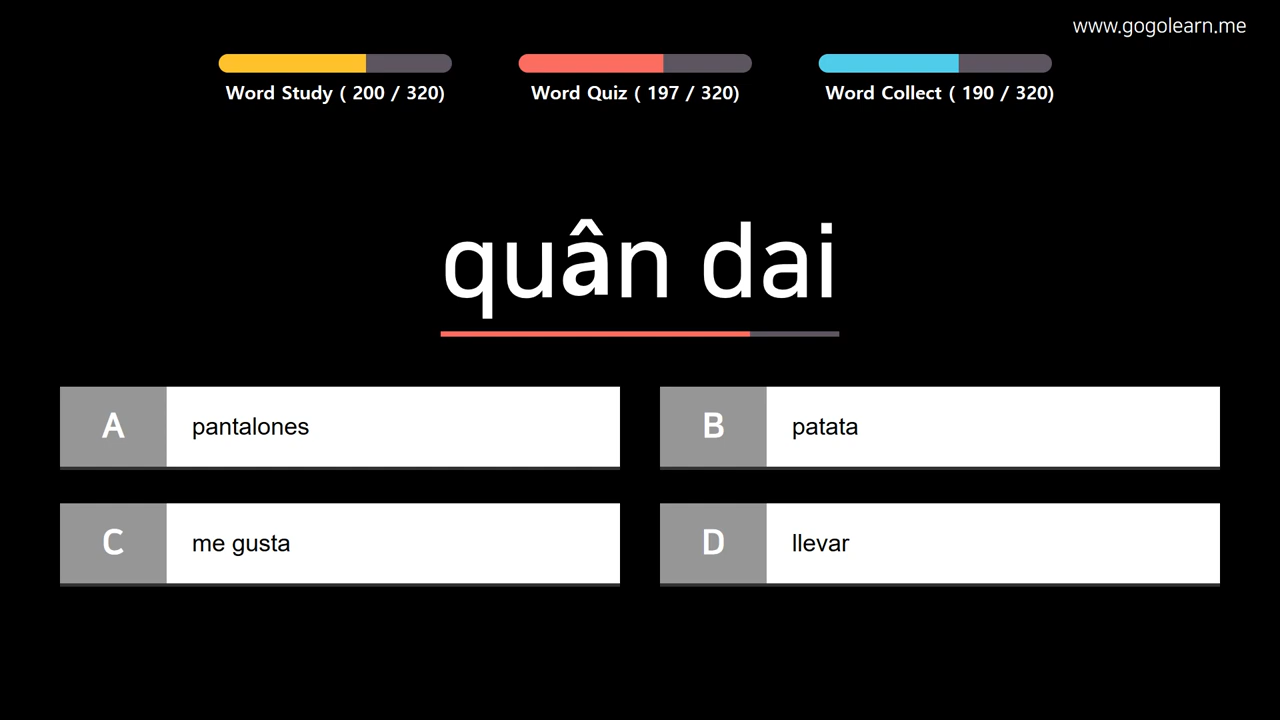 www.gogolearn.me
Word Study ( 200 / 320)
Word Quiz ( 197 / 320)
Word Collect ( 190 / 320)
quân dai
A pantalones
B patata
C me gusta
D llevar